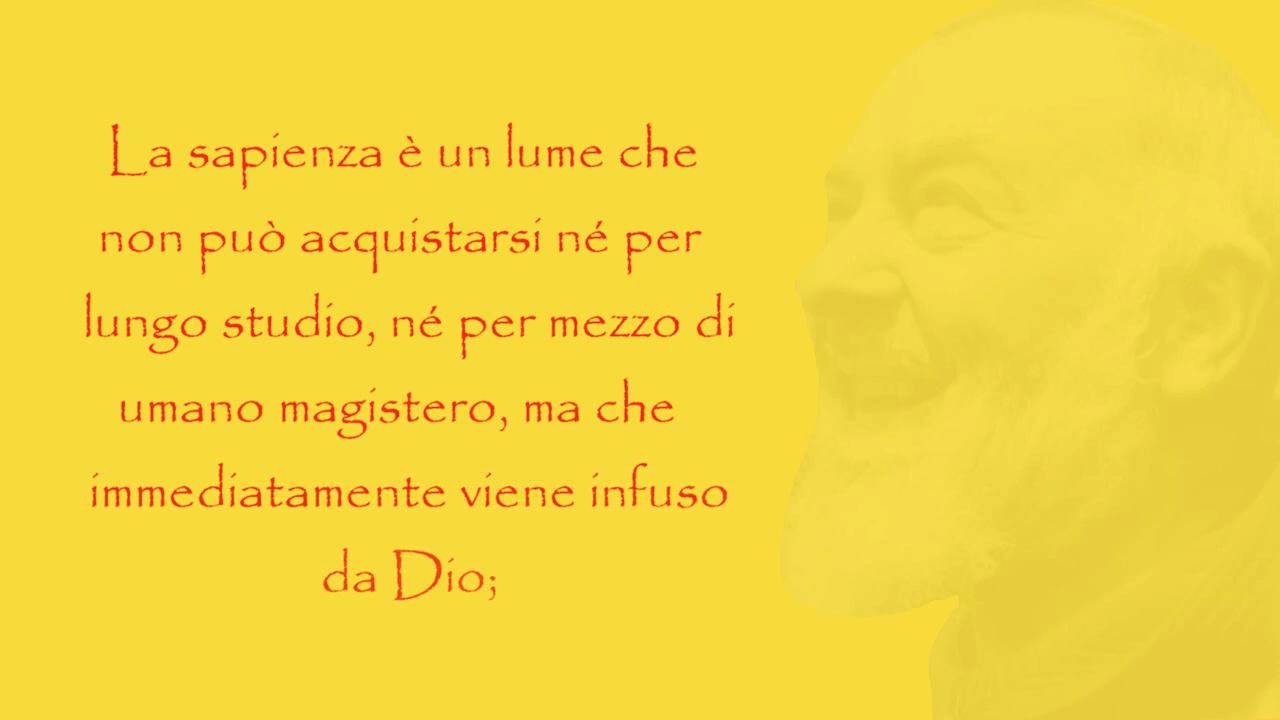 La sapienza è un lume che
non può acquistarsi né per
lungo studio, né per mezzo di
umano magistero, ma che
immediatamente viene infuso
da Dio;